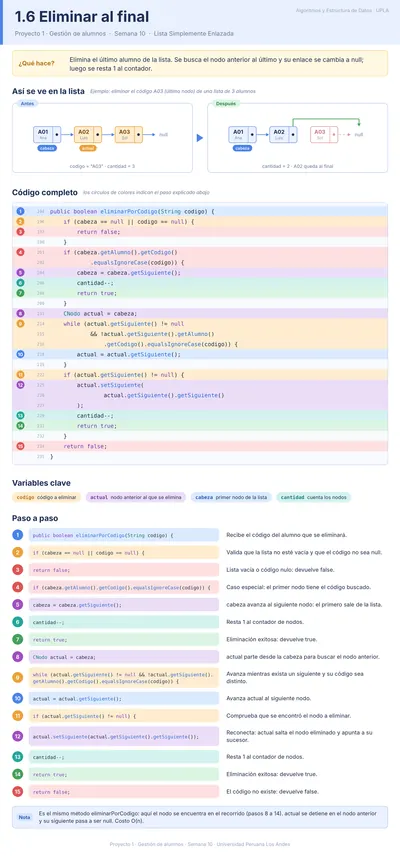 1.6 Eliminar al final
Algoritmos y Estructura de Datos · UPLA
Proyecto 1 · Gestión de alumnos · Semana 10 · Lista Simplemente Enlazada
¿Qué hace?
Elimina el último alumno de la lista. Se busca el nodo anterior al último y su enlace se cambia a null;
luego se resta 1 al contador.
Así se ve en la lista
Ejemplo: eliminar el código A03 (último nodo) de una lista de 3 alumnos
Antes
A01
Ana
A02
Luis
A03
null
cabeza
actual
codigo = "A03" · cantidad = 3
Después
A01
Ana
A02
Luis
A03
null
cabeza
cantidad = 2 · A02 queda al final
Código completo
los círculos de colores indican el paso explicado abajo
1 public boolean eliminarPorCodigo(String codigo) {
2 if (cabeza == null || codigo == null) {
3 return false;
}
4 if (cabeza.getAlumno().getCodigo()
.equalsIgnoreCase(codigo)) {
5 cabeza = cabeza.getSiguiente();
6 cantidad--;
7 return true;
}
8 CNodo actual = cabeza;
9 while (actual.getSiguiente() != null
&& !actual.getSiguiente().getAlumno()
.getCodigo().equalsIgnoreCase(codigo)) {
10 actual = actual.getSiguiente();
}
11 if (actual.getSiguiente() != null) {
12 actual.setSiguiente(
actual.getSiguiente().getSiguiente()
);
13 cantidad--;
14 return true;
}
15 return false;
}
Variables clave
codigo código a eliminar
actual nodo anterior al que se elimina
cabeza primer nodo de la lista
cantidad cuenta los nodos
Paso a paso
1 public boolean eliminarPorCodigo(String codigo) { Recibe el código del alumno que se eliminará.
2 if (cabeza == null || codigo == null) { Valida que la lista no esté vacía y que el código no sea null.
3 return false; Lista vacía o código nulo: devuelve false.
4 if (cabeza.getAlumno().getCodigo().equalsIgnoreCase(codigo)) { Caso especial: el primer nodo tiene el código buscado.
5 cabeza = cabeza.getSiguiente(); cabeza avanza al siguiente nodo: el primero sale de la lista.
6 cantidad--; Resta 1 al contador de nodos.
7 return true; Eliminación exitosa: devuelve true.
8 CNodo actual = cabeza; actual parte desde la cabeza para buscar el nodo anterior.
9 while (actual.getSiguiente() != null && !actual.getSiguiente(). Avanza mientras exista un siguiente y su código sea
getAlumno().getCodigo().equalsIgnoreCase(codigo)) { distinto.
10 actual = actual.getSiguiente(); Avanza actual al siguiente nodo.
11 if (actual.getSiguiente() != null) { Comprueba que se encontró el nodo a eliminar.
12 actual.setSiguiente(actual.getSiguiente().getSiguiente()); Reconecta: actual salta el nodo eliminado y apunta a su
sucesor.
13 cantidad--; Resta 1 al contador de nodos.
14 return true; Eliminación exitosa: devuelve true.
15 return false; El código no existe: devuelve false.
Nota
Es el mismo método eliminarPorCodigo: aquí el nodo se encuentra en el recorrido (pasos 8 a 14). actual se detiene en el nodo anterior
y su siguiente pasa a ser null. Costo O(n).
Proyecto 1 · Gestión de alumnos · Semana 10 · Universidad Peruana Los Andes